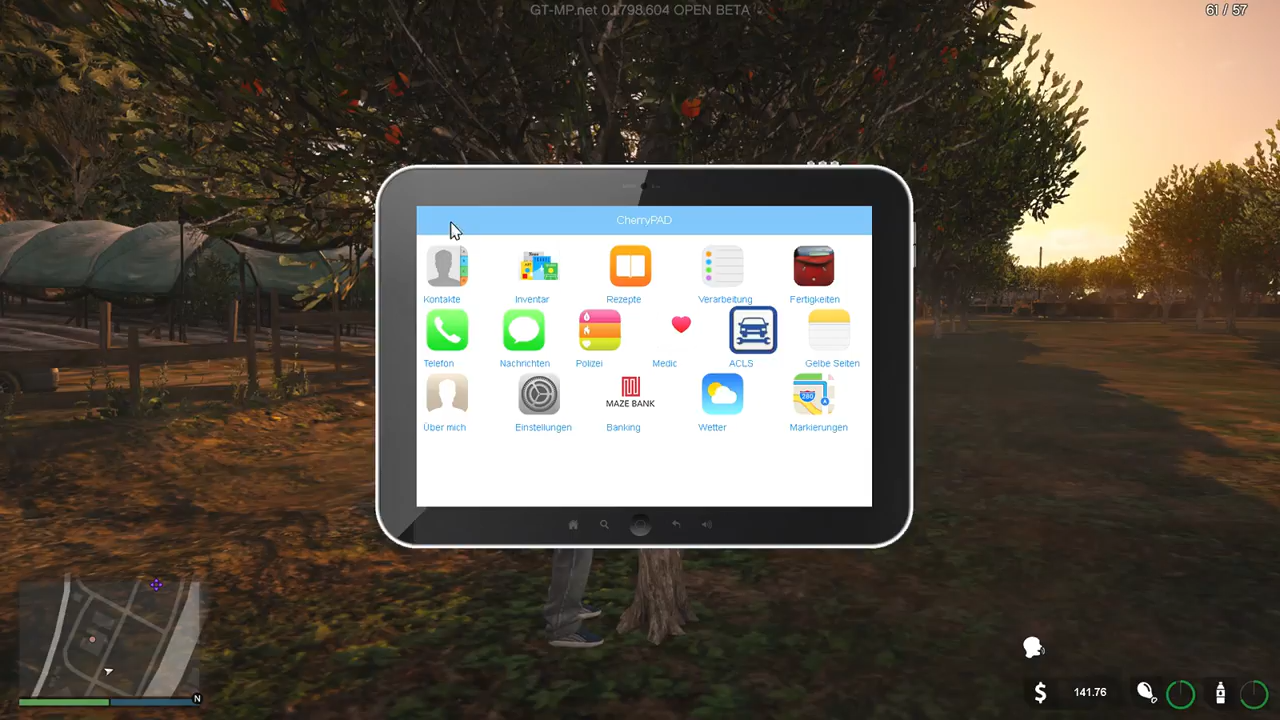 GT-MP.net 0.1.798.604 OPEN BETA
61 / 57
CherryPAD
Kontakte Inventar Rezepte Verarbeitung Fertigkeiten
Telefon Nachrichten Polizei Medic ACLS Gelbe Seiten
280
MAZE BANK
Über mich Einstellungen Banking Wetter Markierungen
N
$ 141.76